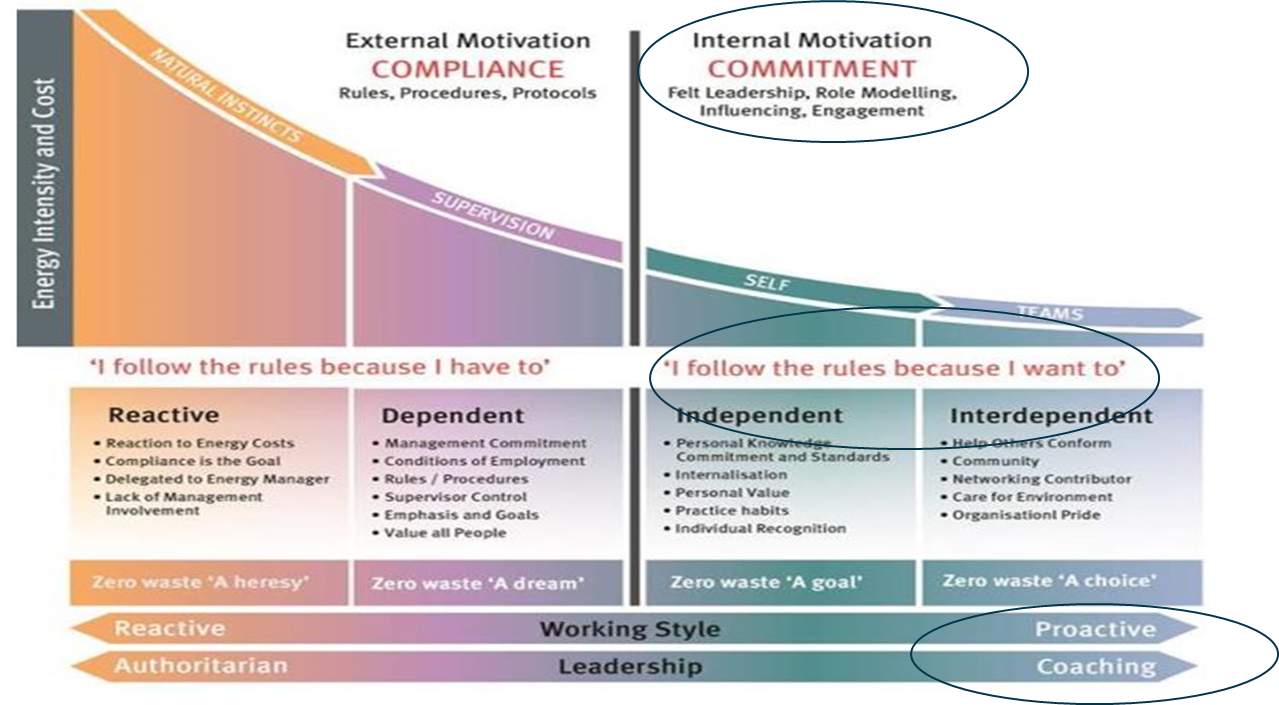 Energy Intensity and Cost
NATURAL INSTINCTS
SUPERVISION
SELF
TEAMS
External Motivation
COMPLIANCE
Rules, Procedures, Protocols
Internal Motivation
COMMITMENT
Felt Leadership, Role Modelling,
Influencing, Engagement
‘I follow the rules because I have to’
‘I follow the rules because I want to’
Reactive
• Reaction to Energy Costs
• Compliance is the Goal
• Delegated to Energy Manager
• Lack of Management
Involvement
Dependent
• Management Commitment
• Conditions of Employment
• Rules / Procedures
• Supervisor Control
• Emphasis and Goals
• Value all People
Independent
• Personal Knowledge
Commitment and Standards
• Internalisation
• Personal Value
• Practice habits
• Individual Recognition
Interdependent
• Help Others Conform
• Community
• Networking Contributor
• Care for Environment
• Organisationl Pride
Zero waste ‘A heresy’
Zero waste ‘A dream’
Zero waste ‘A goal’
Zero waste ‘A choice’
Reactive Working Style Proactive
Authoritarian Leadership Coaching